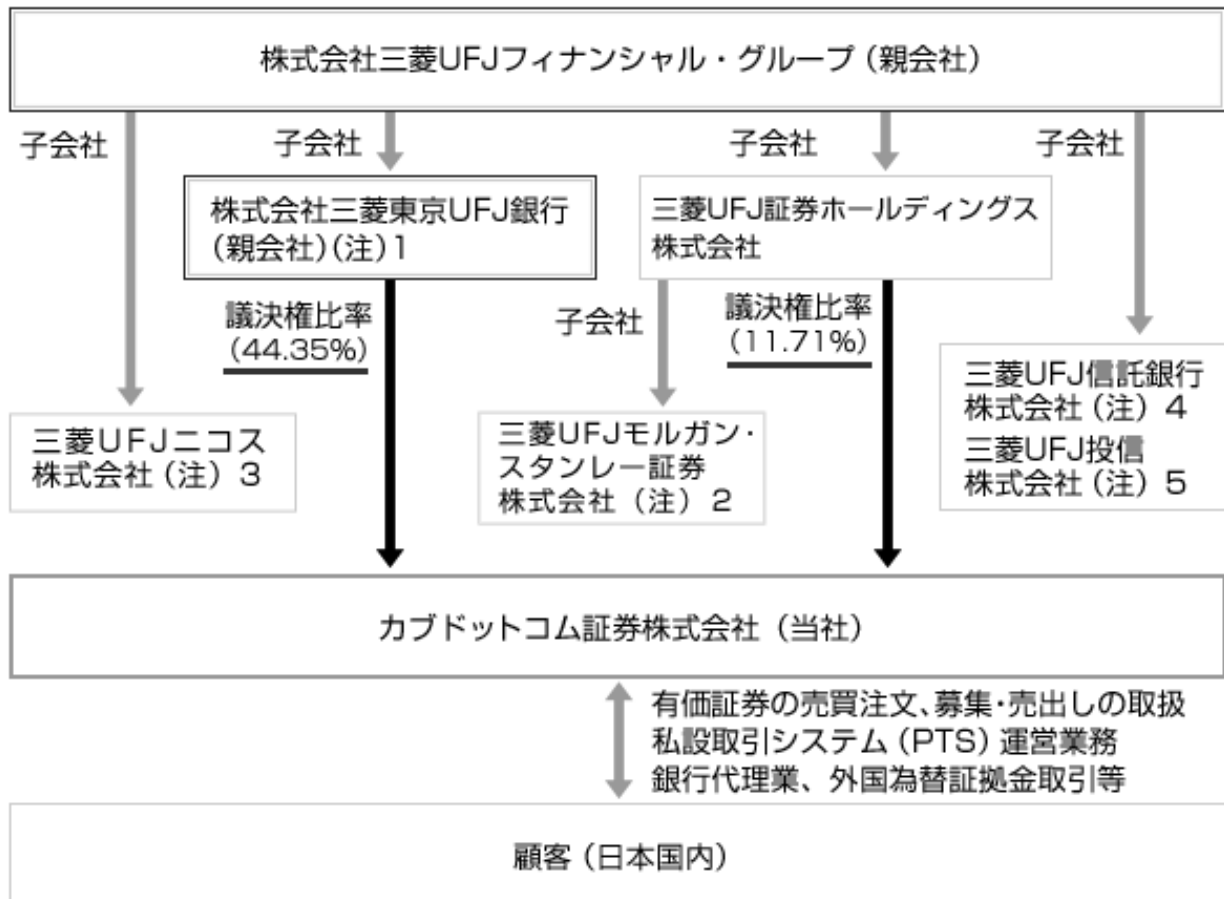 株式会社三菱UFJフィナンシャル・グループ（親会社）
子会社
子会社
子会社
子会社
株式会社三菱東京UFJ銀行
（親会社）（注）1
三菱UFJ証券ホールディングス
株式会社
議決権比率
（44.35%）
子会社
議決権比率
（11.71%）
三菱UFJニコス
株式会社（注）3
三菱UFJモルガン・
スタンレー証券
株式会社（注）2
三菱UFJ信託銀行
株式会社（注）4
三菱UFJ投信
株式会社（注）5
カブドットコム証券株式会社（当社）
有価証券の売買注文、募集・売出しの取扱
私設取引システム（PTS）運営業務
銀行代理業、外国為替証拠金取引等
顧客（日本国内）